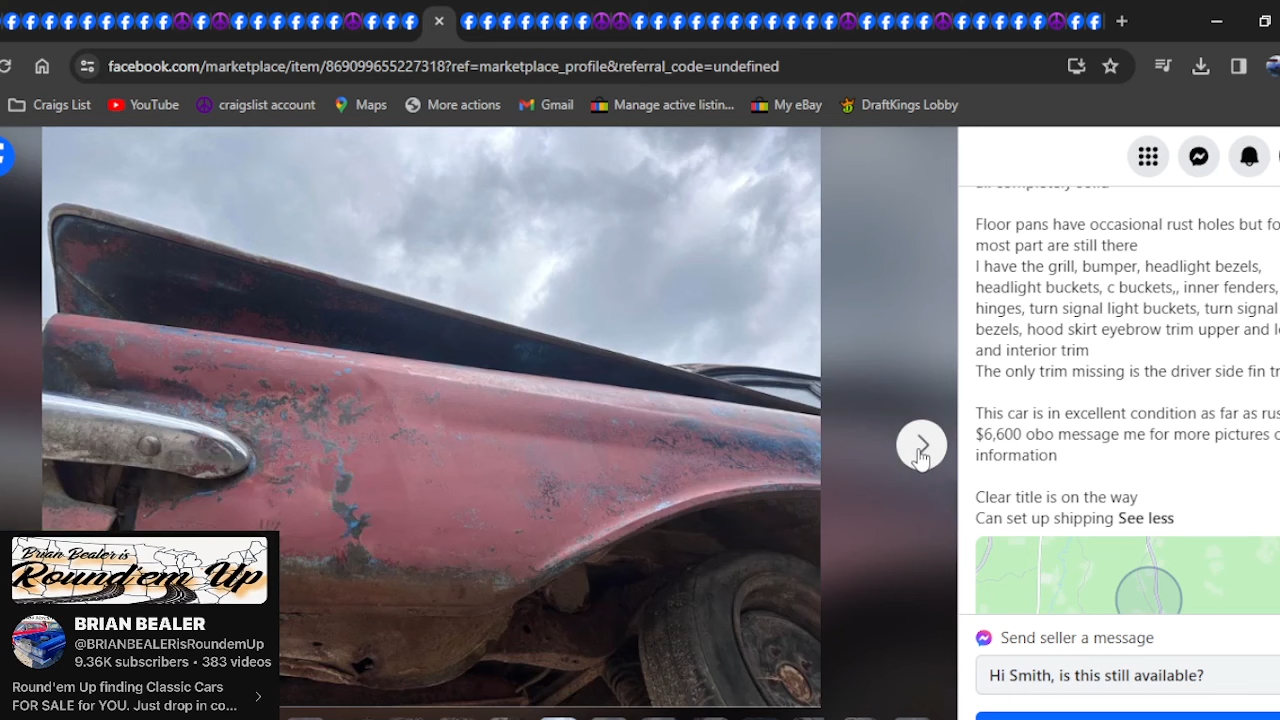 facebook.com/marketplace/item/869099655227318?ref=marketplace_profile&referral_code=undefined
Craigs List YouTube craigslist account Maps More actions Gmail Manage active listin... My eBay DraftKings Lobby
Floor pans have occasional rust holes but fo
most part are still there
I have the grill, bumper, headlight bezels,
headlight buckets, c buckets,, inner fenders,
hinges, turn signal light buckets, turn signal
bezels, hood skirt eyebrow trim upper and l
and interior trim
The only trim missing is the driver side fin tr
This car is in excellent condition as far as rus
$6,600 obo message me for more pictures o
information
Clear title is on the way
Can set up shipping See less
Send seller a message
Hi Smith, is this still available?
Brian Bealer is
Round'em Up
BRIAN BEALER
@BRIANBEALERisRoundemUp
9.36K subscribers • 383 videos
Round'em Up finding Classic Cars
FOR SALE for YOU. Just drop in co...